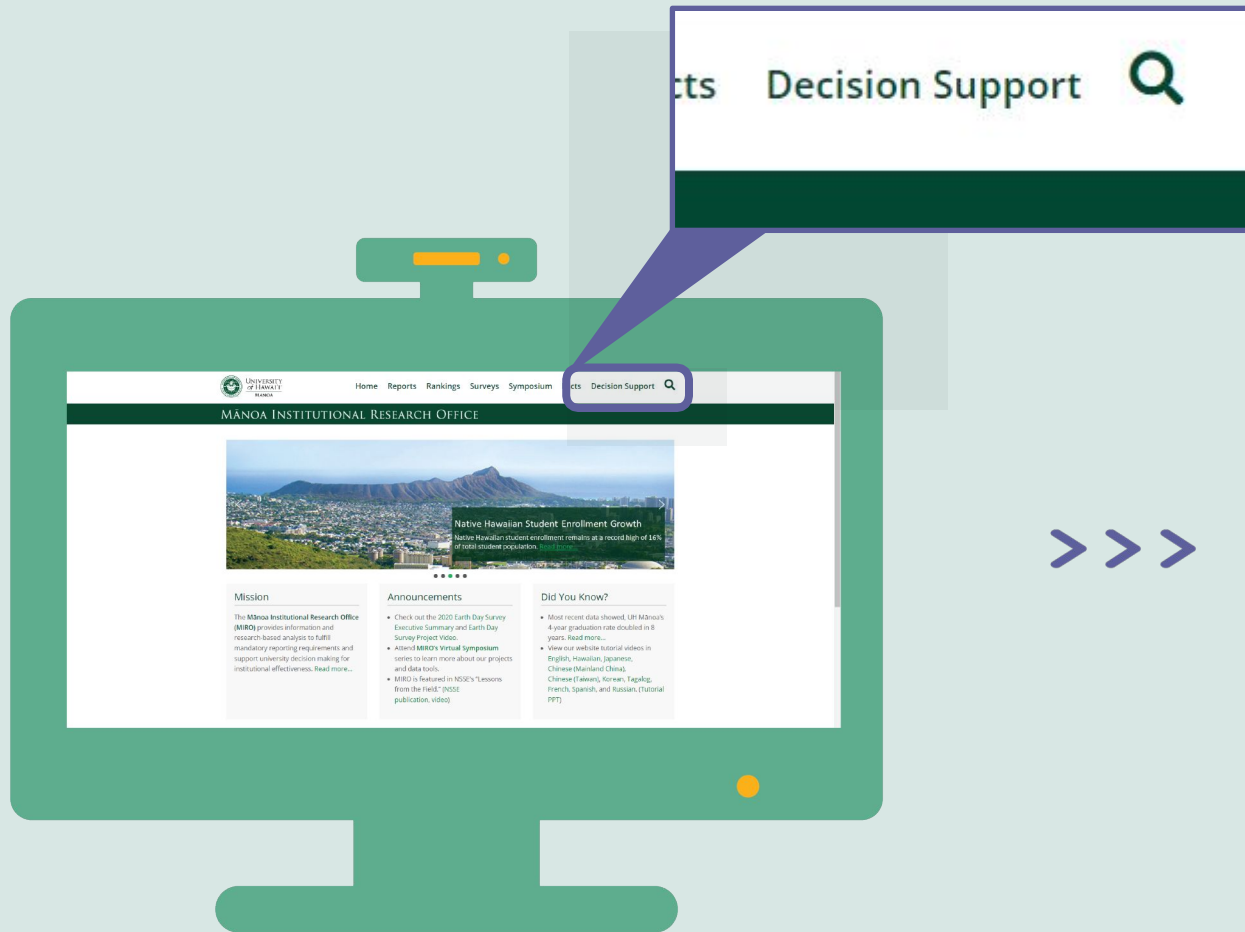 cts Decision Support
UNIVERSITY
of HAWAI‘I
MĀNOA
Home Reports Rankings Surveys Symposium cts Decision Support
MĀNOA INSTITUTIONAL RESEARCH OFFICE
Native Hawaiian Student Enrollment Growth
Native Hawaiian student enrollment remains at a record high of 16%
of total student population. Read more...
Mission
The Mānoa Institutional Research Office
(MIRO) provides information and
research-based analysis to fulfill
mandatory reporting requirements and
support university decision making for
institutional effectiveness. Read more...
Announcements
• Check out the 2020 Earth Day Survey
Executive Summary and Earth Day
Survey Project Video.
• Attend MIRO's Virtual Symposium
series to learn more about our projects
and data tools.
• MIRO is featured in NSSE's "Lessons
from the Field." (NSSE
publication, video)
Did You Know?
• Most recent data showed, UH Mānoa's
4-year graduation rate doubled in 8
years. Read more...
• View our website tutorial videos in
English, Hawaiian, Japanese,
Chinese (Mainland China),
Chinese (Taiwan), Korean, Tagalog,
French, Spanish, and Russian. (Tutorial
PPT)